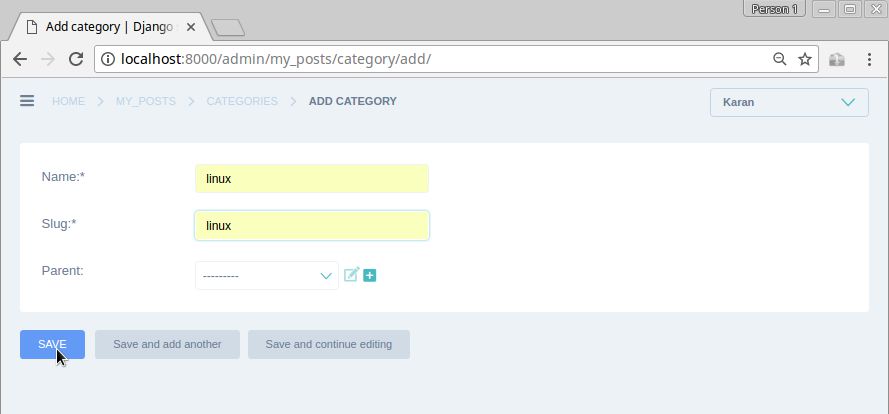 Person 1
Add category | Django
localhost:8000/admin/my_posts/category/add/
HOME MY_POSTS CATEGORIES ADD CATEGORY
Karan
Name:* linux
Slug:* linux
Parent: ---------
SAVE Save and add another Save and continue editing